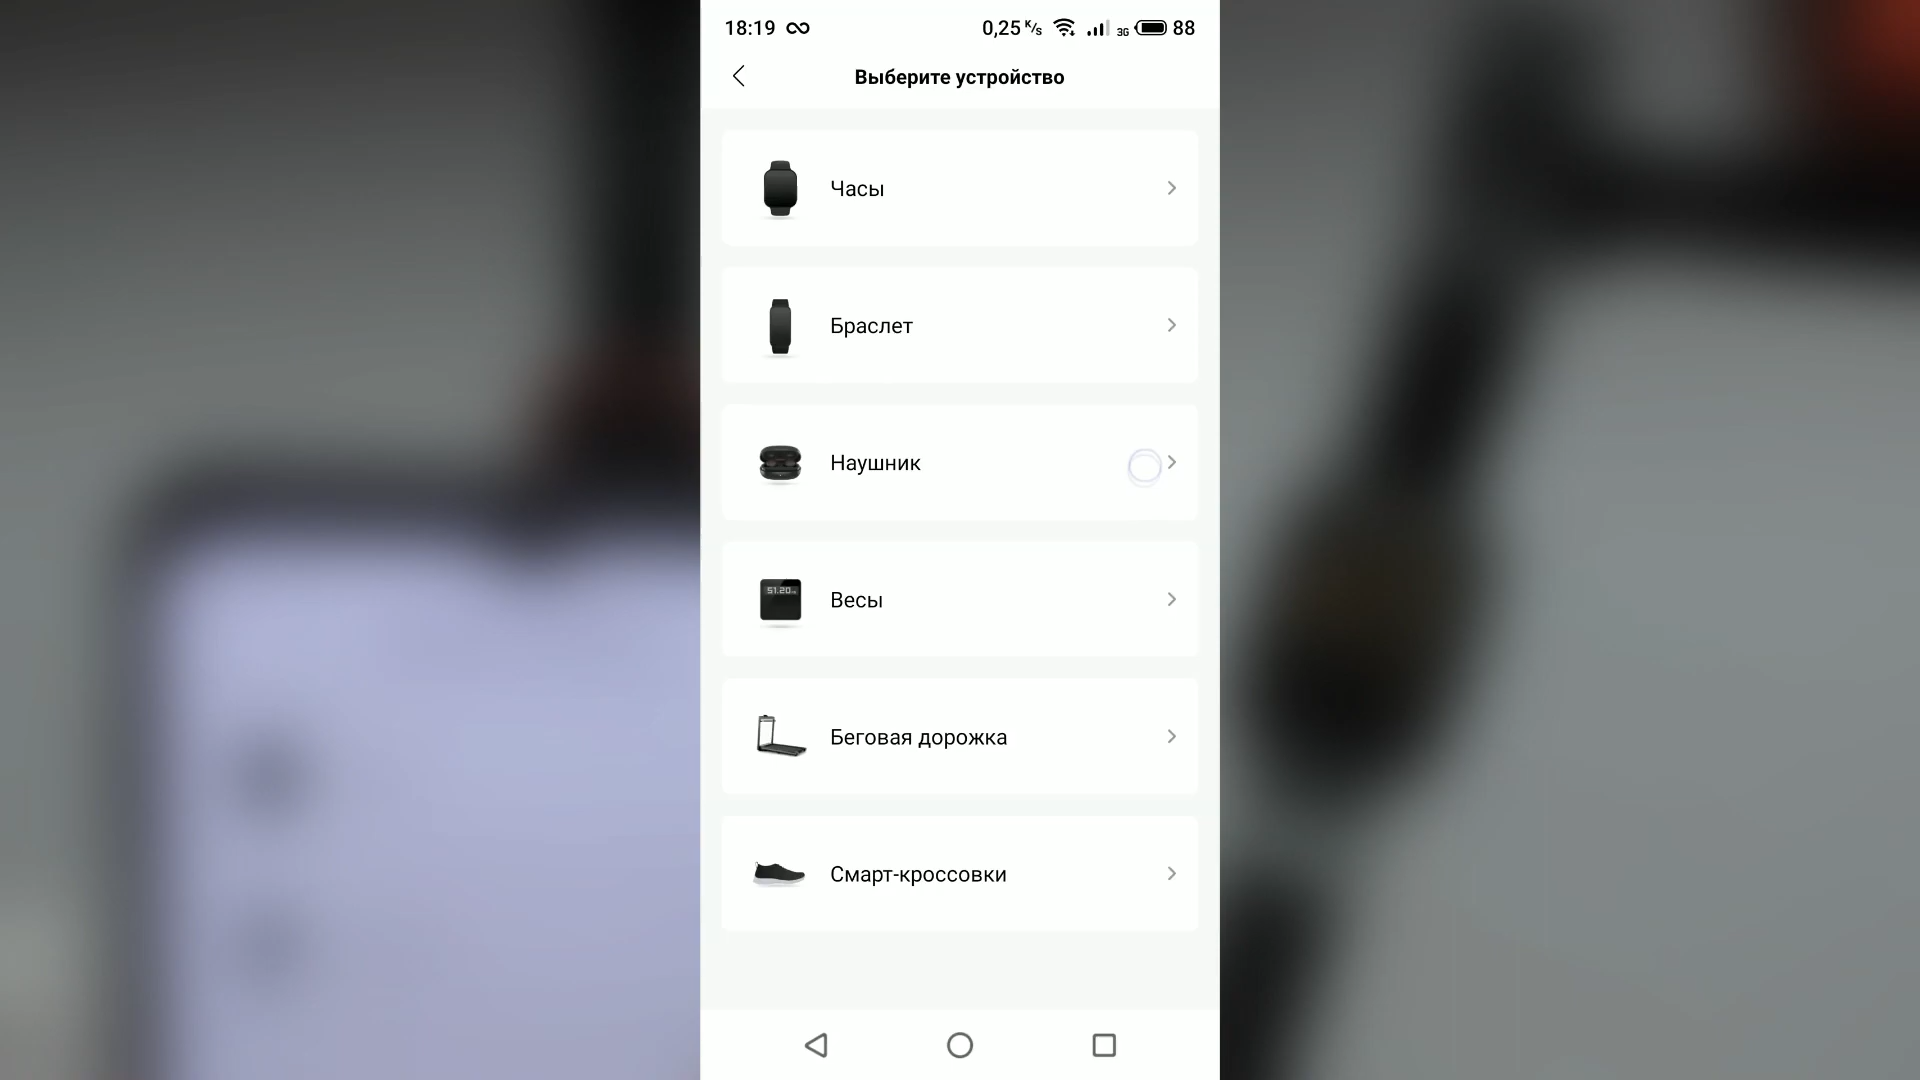 18:19 0,25 K/s 3G 88
Выберите устройство
Часы
Браслет
Наушник
51.20
Весы
Беговая дорожка
Смарт-кроссовки